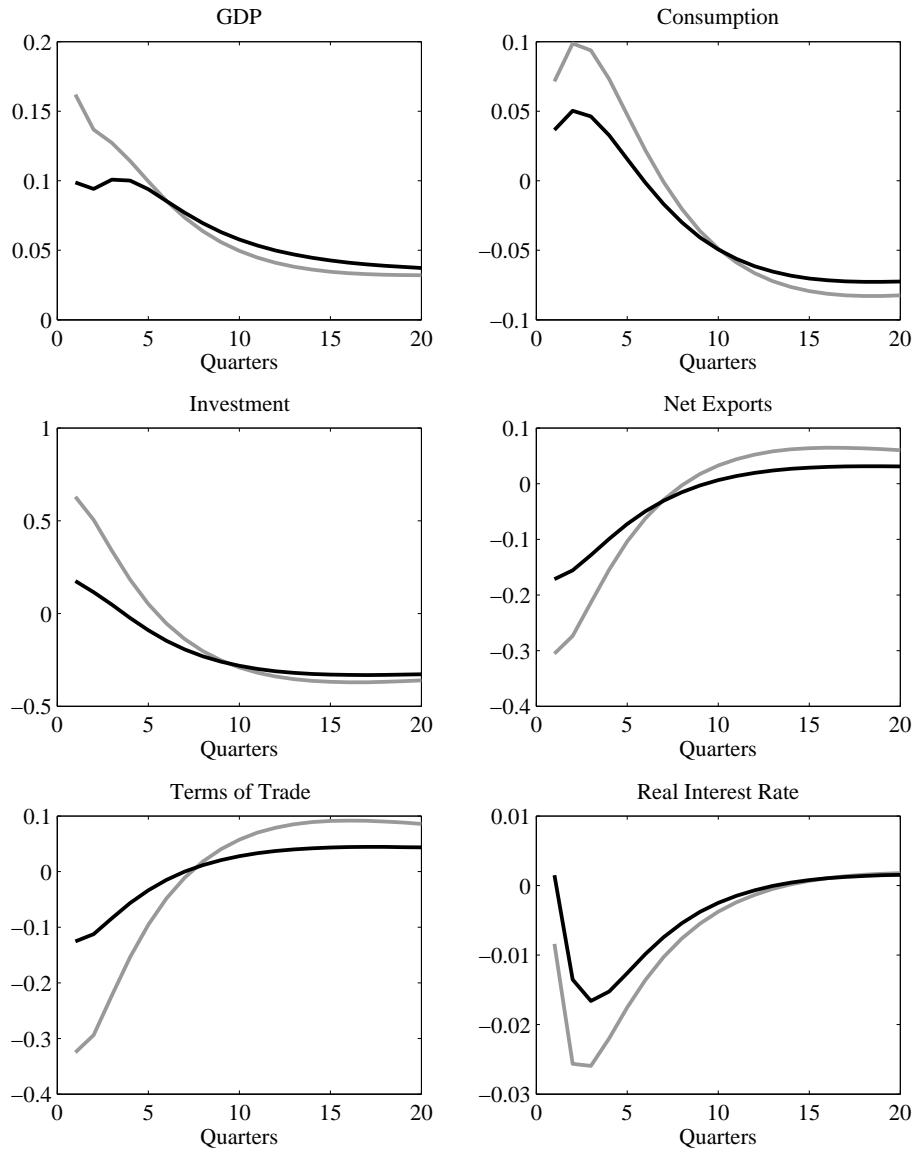 GDP
0.2
0.15
0.1
0.05
0
0 5 10 15 20
Quarters
Consumption
0.1
0.05
0
−0.05
−0.1
0 5 10 15 20
Quarters
Investment
1
0.5
0
−0.5
0 5 10 15 20
Quarters
Net Exports
0.1
0
−0.1
−0.2
−0.3
−0.4
0 5 10 15 20
Quarters
Terms of Trade
0.1
0
−0.1
−0.2
−0.3
−0.4
0 5 10 15 20
Quarters
Real Interest Rate
0.01
0
−0.01
−0.02
−0.03
0 5 10 15 20
Quarters